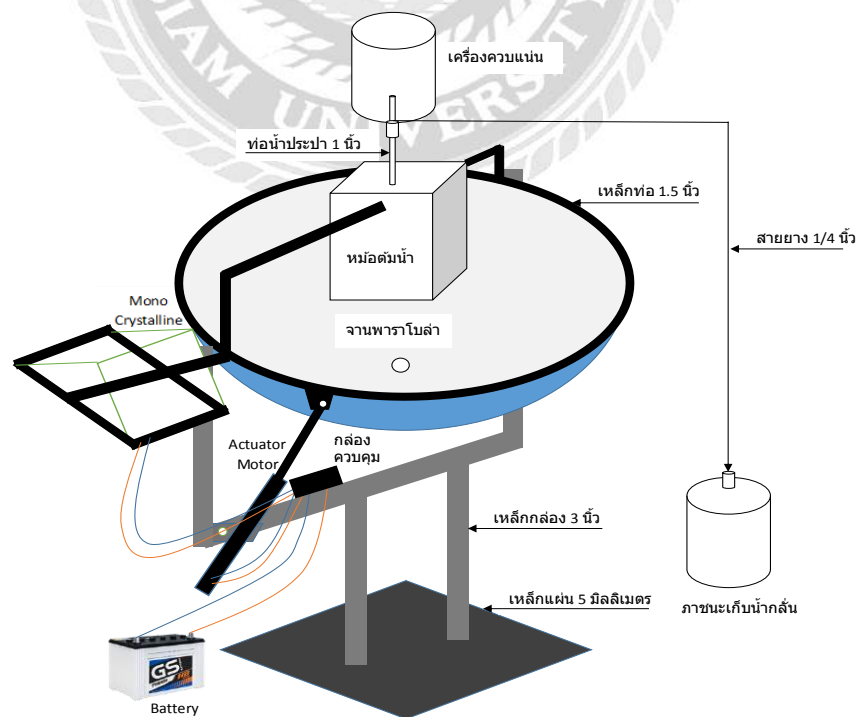 SIAM UNIVERSITY
เครื่องควบแน่น
ท่อน้ำประปา 1 นิ้ว
เหล็กท่อ 1.5 นิ้ว
หม้อต้มน้ำ
สายยาง 1/4 นิ้ว
Mono
Crystalline
จานพาราโบล่า
Actuator
Motor
กล่อง
ควบคุม
เหล็กกล่อง 3 นิ้ว
เหล็กแผ่น 5 มิลลิเมตร
ภาชนะเก็บน้ำกลั่น
GS
Battery